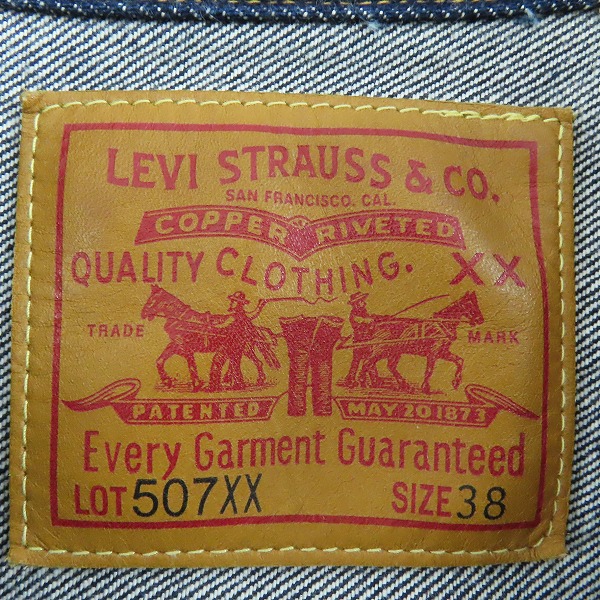 LEVI STRAUSS & CO.
SAN FRANCISCO, CAL.
COPPER RIVETED
QUALITY CLOTHING. XX
TRADE MARK
PATENTED MAY 20 1873
Every Garment Guaranteed
LOT 507XX SIZE 38